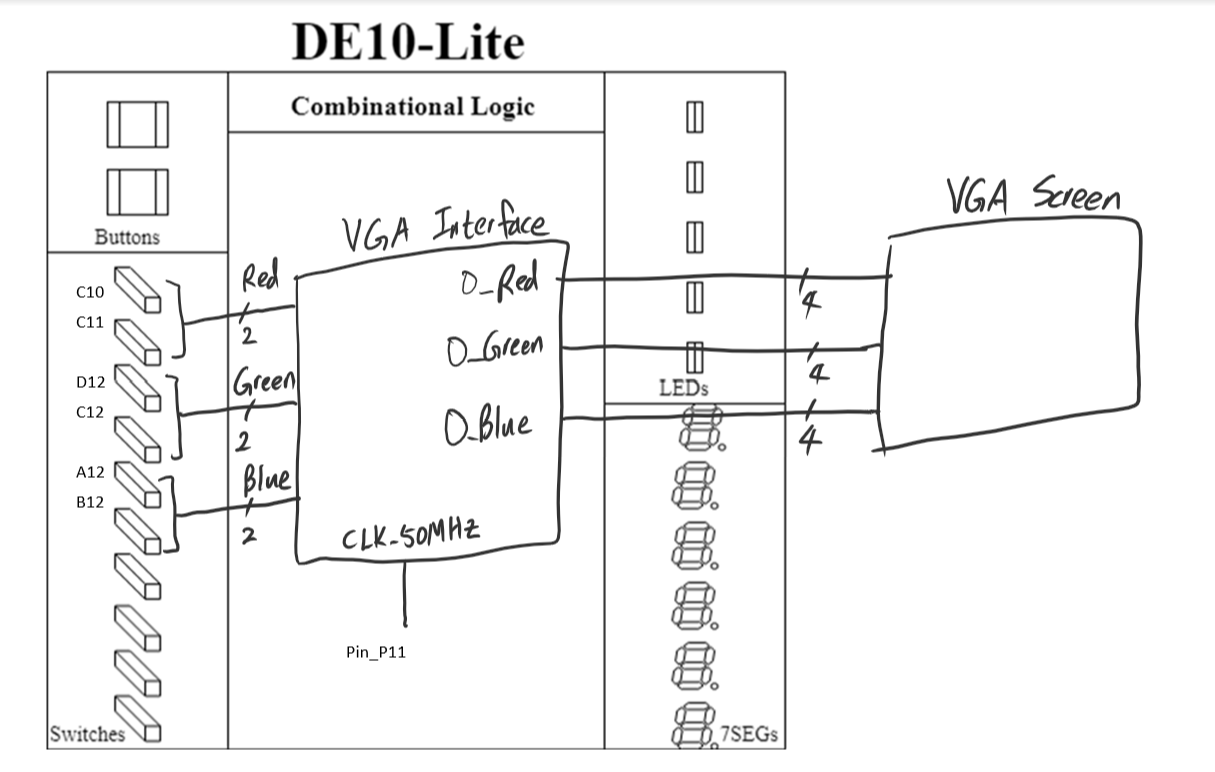 DE10-Lite
Combinational Logic
Buttons
VGA Interface
VGA Screen
C10
C11
Red
2
D12
C12
Green
2
A12
B12
Blue
2
O_Red
O_Green
O_Blue
CLK-50MHz
Pin_P11
4
4
4
LEDs
Switches
7SEGs